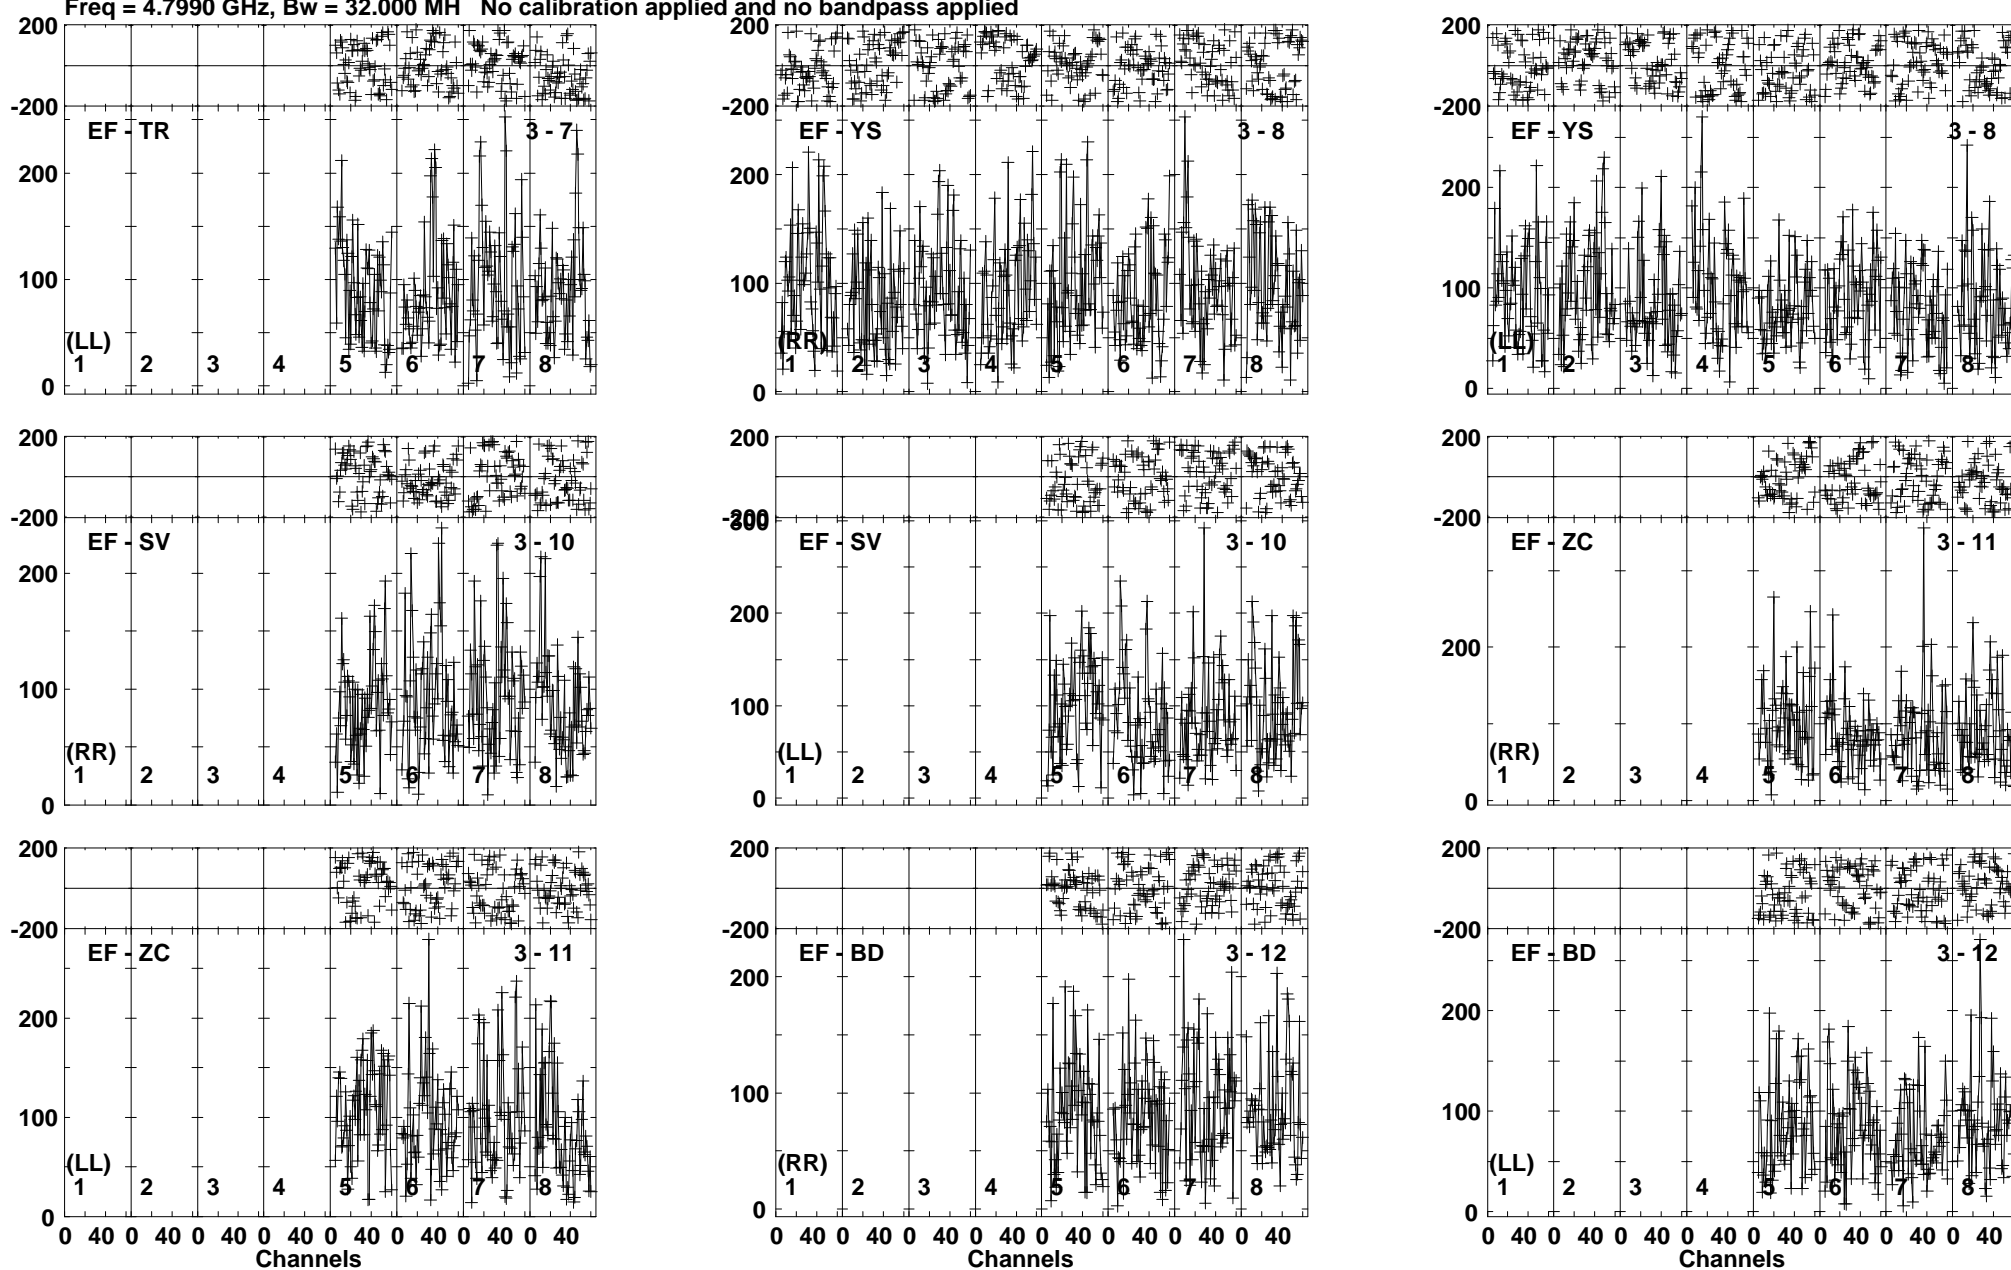 Freq = 4.7990 GHz, Bw = 32.000 MH No calibration applied and no bandpass applied
200 200 200
-200 -200 -200
EF - TR 3 - 7 EF - YS 3 - 8 EF - YS 3 - 8
200 200 200
100 100 100
(LL) (RR) (LL)
1 2 3 4 5 6 7 8 1 2 3 4 5 6 7 8 1 2 3 4 5 6 7 8
0 0 0
200 200 200
-200 -200 -200
300
EF - SV 3 - 10 EF - SV 3 - 10 EF - ZC 3 - 11
200 200 200
100 100
(RR) (LL) (RR)
1 2 3 4 5 6 7 8 1 2 3 4 5 6 7 8 1 2 3 4 5 6 7 8
0 0 0
200 200 200
-200 -200 -200
EF - ZC 3 - 11 EF - BD 3 - 12 EF - BD 3 - 12
200 200 200
100 100 100
(LL) (RR) (LL)
1 2 3 4 5 6 7 8 1 2 3 4 5 6 7 8 1 2 3 4 5 6 7 8
0 0 0
0 40 0 40 0 40 0 40 0 40 0 40 0 40 0 40 0 40 0 40 0 40 0 40 0 40 0 40 0 40 0 40 0 40 0 40 0 40 0 40 0 40 0 40 0 40 0 40
Channels Channels Channels